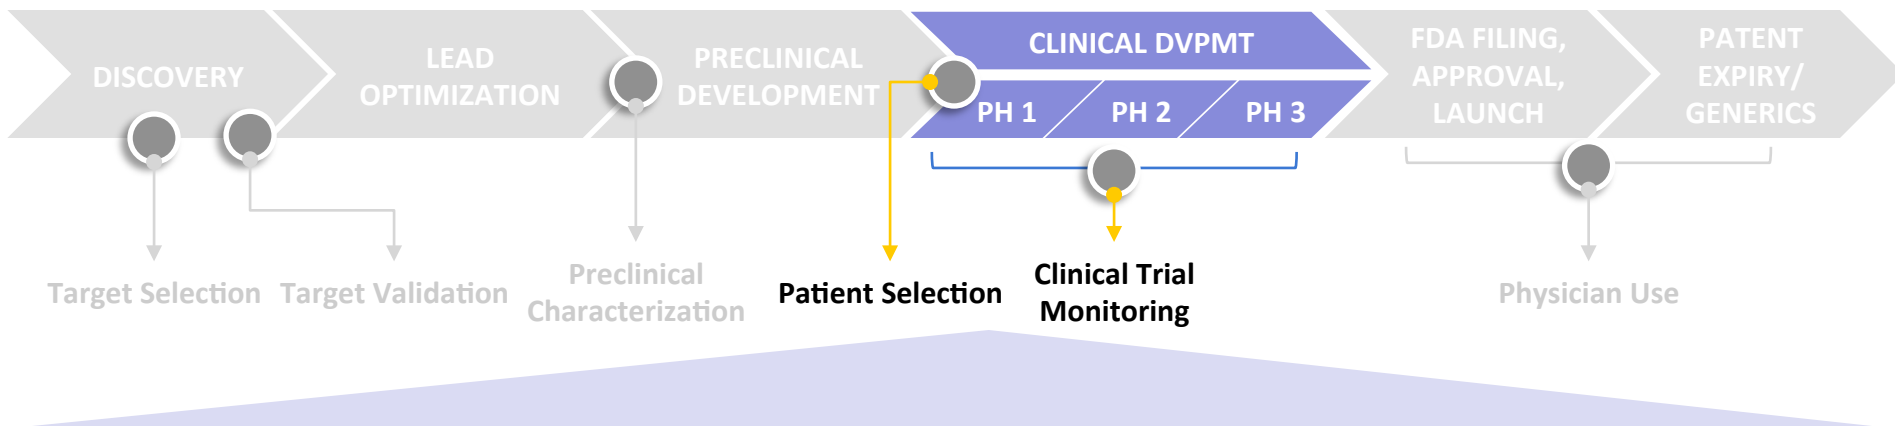 DISCOVERY
LEAD
OPTIMIZATION
PRECLINICAL
DEVELOPMENT
CLINICAL DVPMT
PH 1
PH 2
PH 3
FDA FILING,
APPROVAL,
LAUNCH
PATENT
EXPIRY/
GENERICS
Target Selection
Target Validation
Preclinical
Characterization
Patient Selection
Clinical Trial
Monitoring
Physician Use